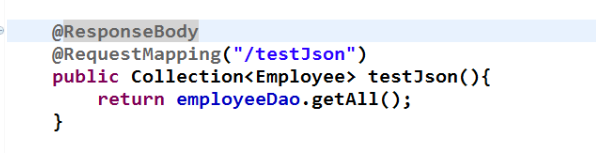 @ResponseBody
@RequestMapping("/testJson")
public Collection<Employee> testJson(){
    return employeeDao.getAll();
}